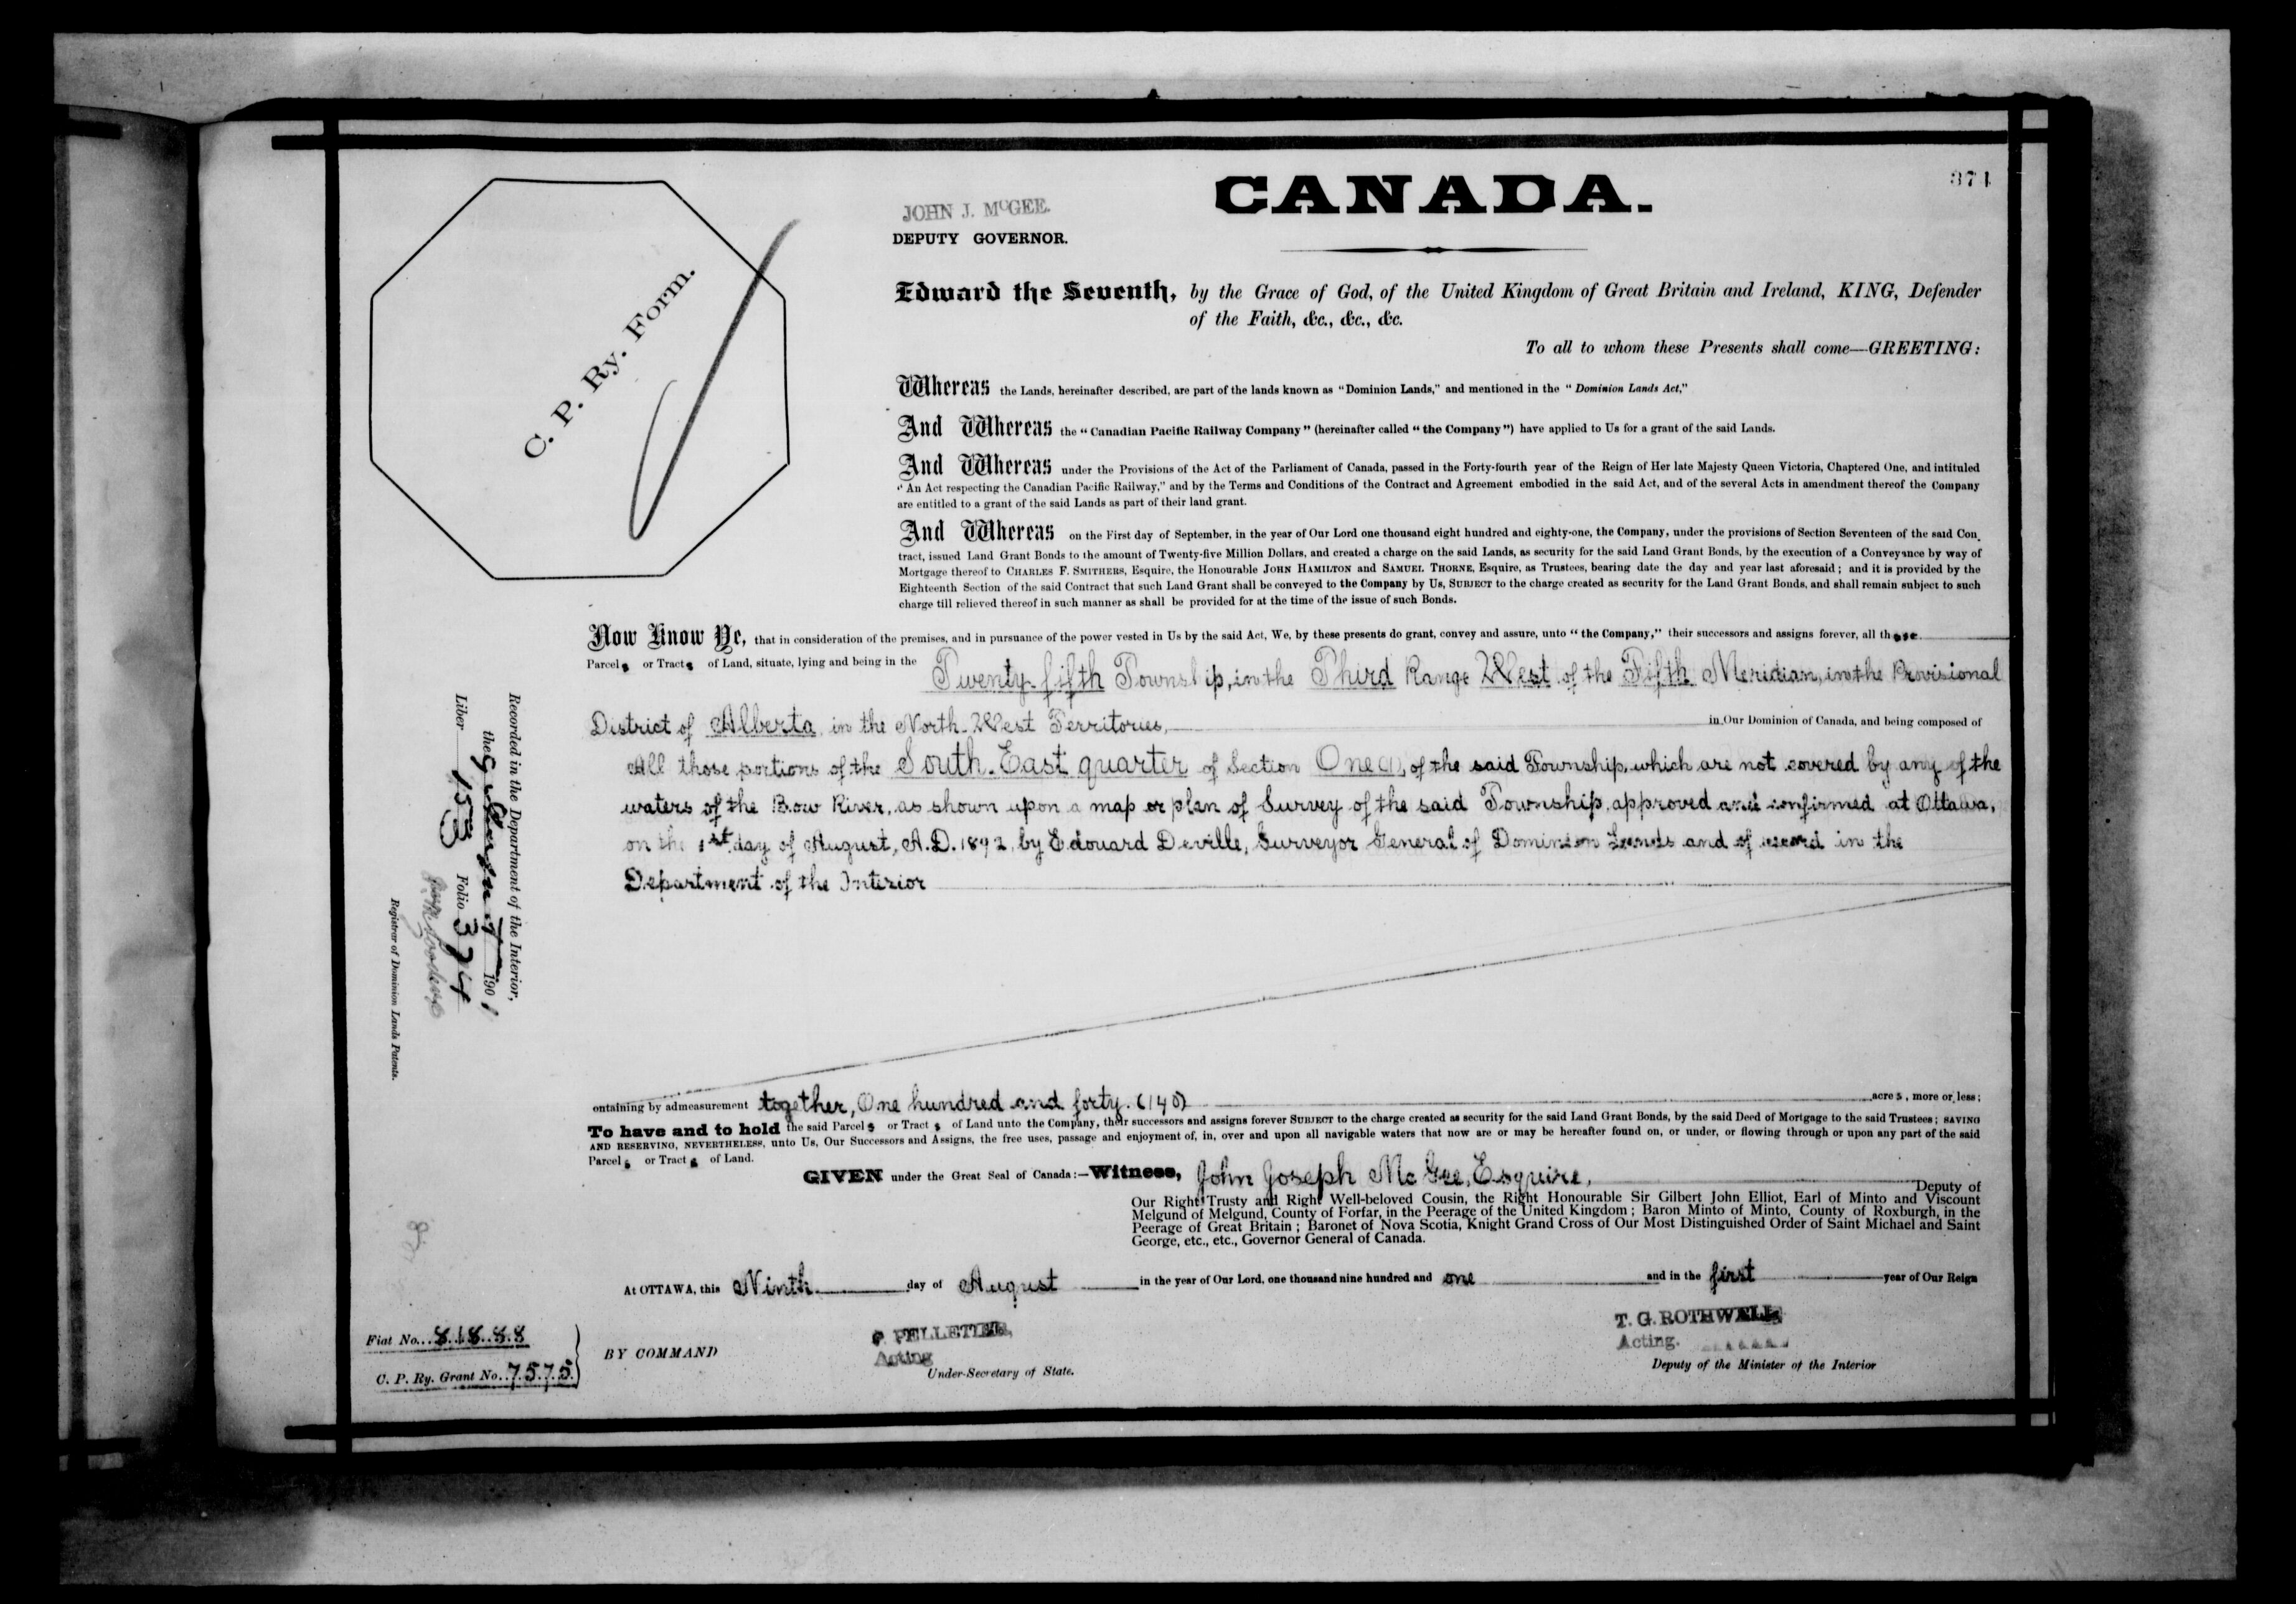 CANADA.
374
JOHN J. McGEE.
DEPUTY GOVERNOR.
C. P. Ry. Form.
Edward the Seventh, by the Grace of God, of the United Kingdom of Great Britain and Ireland, KING, Defender
of the Faith, &c., &c., &c.
To all to whom these Presents shall come—GREETING:
Whereas the Lands, hereinafter described, are part of the lands known as "Dominion Lands," and mentioned in the "Dominion Lands Act,"
And Whereas the "Canadian Pacific Railway Company" (hereinafter called "the Company") have applied to Us for a grant of the said Lands.
And Whereas under the Provisions of the Act of the Parliament of Canada, passed in the Forty-fourth year of the Reign of Her late Majesty Queen Victoria, Chaptered One, and intituled
"An Act respecting the Canadian Pacific Railway," and by the Terms and Conditions of the Contract and Agreement embodied in the said Act, and of the several Acts in amendment thereof the Company
are entitled to a grant of the said Lands as part of their land grant.
And Whereas on the First day of September, in the year of Our Lord one thousand eight hundred and eighty-one, the Company, under the provisions of Section Seventeen of the said Con
tract, issued Land Grant Bonds to the amount of Twenty-five Million Dollars, and created a charge on the said Lands, as security for the said Land Grant Bonds, by the execution of a Conveyance by way of
Mortgage thereof to CHARLES F. SMITHERS, Esquire, the Honourable JOHN HAMILTON and SAMUEL THORNE, Esquire, as Trustees, bearing date the day and year last aforesaid; and it is provided by the
Eighteenth Section of the said Contract that such Land Grant shall be conveyed to the Company by Us, SUBJECT to the charge created as security for the Land Grant Bonds, and shall remain subject to such
charge till relieved thereof in such manner as shall be provided for at the time of the issue of such Bonds.
Now Know Ye, that in consideration of the premises, and in pursuance of the power vested in Us by the said Act, We, by these presents do grant, convey and assure, unto "the Company," their successors and assigns forever, all those
Parcels or Tracts of Land, situate, lying and being in the Twenty-fifth Township, in the Third Range West of the Fifth Meridian, in the Provisional
District of Alberta, in the North-West Territories, in Our Dominion of Canada, and being composed of
All those portions of the South-East quarter of Section One (1), of the said Township, which are not covered by any of the
waters of the Bow River, as shown upon a map or plan of Survey of the said Township, approved and confirmed at Ottawa,
on the 1st day of August, A.D. 1892, by Edouard Deville, Surveyor General of Dominion Lands and of record in the
Department of the Interior
ontaining by admeasurement together, One hundred and forty. (140) acres, more or less;
To have and to hold the said Parcels or Tracts of Land unto the Company, their successors and assigns forever SUBJECT to the charge created as security for the said Land Grant Bonds, by the said Deed of Mortgage to the said Trustees; SAVING
AND RESERVING, NEVERTHELESS, unto Us, Our Successors and Assigns, the free uses, passage and enjoyment of, in, over and upon all navigable waters that now are or may be hereafter found on, or under, or flowing through or upon any part of the said
Parcels or Tracts of Land.
GIVEN under the Great Seal of Canada:—Witness, John Joseph McGee, Esquire, Deputy of
Our Right Trusty and Right Well-beloved Cousin, the Right Honourable Sir Gilbert John Elliot, Earl of Minto and Viscount
Melgund of Melgund, County of Forfar, in the Peerage of the United Kingdom; Baron Minto of Minto, County of Roxburgh, in the
Peerage of Great Britain; Baronet of Nova Scotia, Knight Grand Cross of Our Most Distinguished Order of Saint Michael and Saint
George, etc., etc., Governor General of Canada.
At OTTAWA, this Ninth day of August in the year of Our Lord, one thousand nine hundred and one and in the first year of Our Reign
BY COMMAND
P. PELLETIER,
Acting
Under-Secretary of State.
T. G. ROTHWELL
Acting.
Deputy of the Minister of the Interior
Fiat No. 81888
C. P. Ry. Grant No. 7575
Recorded in the Department of the Interior,
the 9 August 1901
Liber 153 Folio 374
Registrar of Dominion Lands Patents.